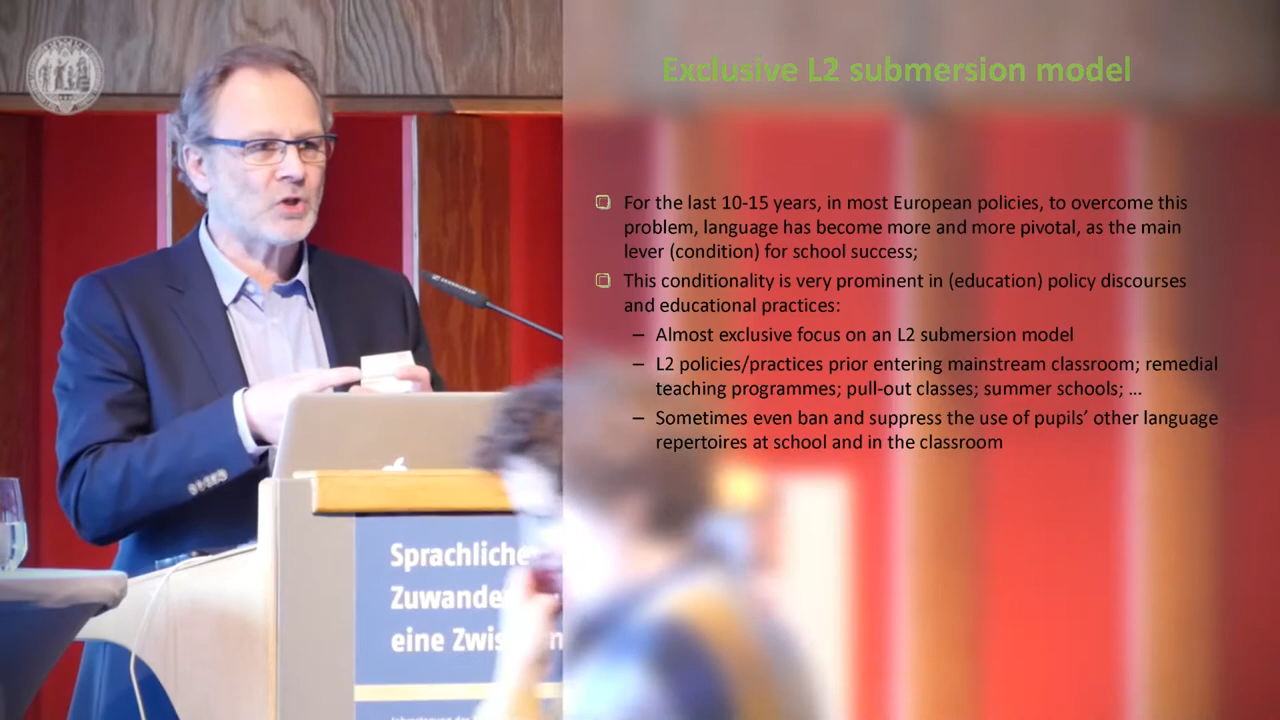 Exclusive L2 submersion model
For the last 10-15 years, in most European policies, to overcome this
problem, language has become more and more pivotal, as the main
lever (condition) for school success;
This conditionality is very prominent in (education) policy discourses
and educational practices:
– Almost exclusive focus on an L2 submersion model
– L2 policies/practices prior entering mainstream classroom; remedial
teaching programmes; pull-out classes; summer schools; ...
– Sometimes even ban and suppress the use of pupils’ other language
repertoires at school and in the classroom
Sprachliche
Zuwande
eine Zwis